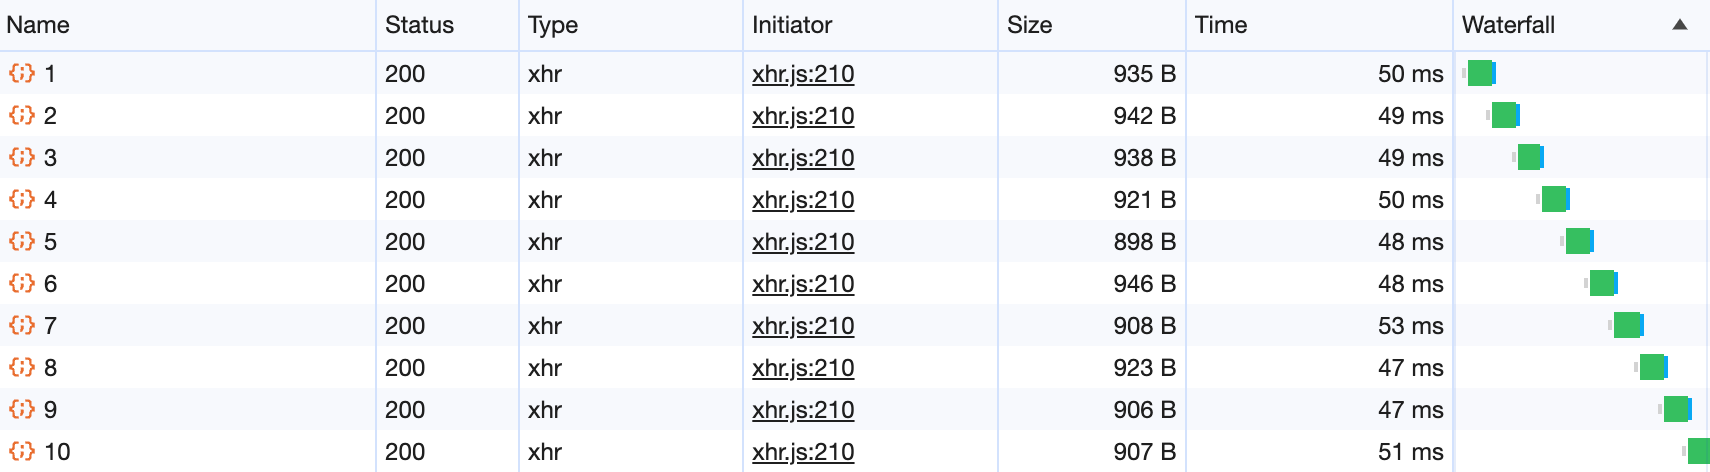 Name Status Type Initiator Size Time Waterfall
1 200 xhr xhr.js:210 935 B 50 ms
2 200 xhr xhr.js:210 942 B 49 ms
3 200 xhr xhr.js:210 938 B 49 ms
4 200 xhr xhr.js:210 921 B 50 ms
5 200 xhr xhr.js:210 898 B 48 ms
6 200 xhr xhr.js:210 946 B 48 ms
7 200 xhr xhr.js:210 908 B 53 ms
8 200 xhr xhr.js:210 923 B 47 ms
9 200 xhr xhr.js:210 906 B 47 ms
10 200 xhr xhr.js:210 907 B 51 ms